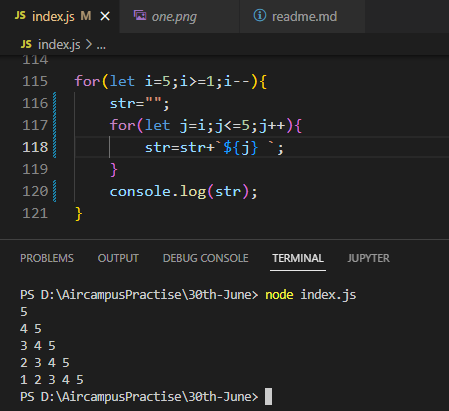 JS index.js M × one.png ⓘ readme.md
JS index.js > ...
114
115 for(let i=5;i>=1;i--){
116 str="";
117 for(let j=i;j<=5;j++){
118 str=str+`${j} `;
119 }
120 console.log(str);
121 }
PROBLEMS OUTPUT DEBUG CONSOLE TERMINAL JUPYTER
PS D:\AircampusPractise\30th-June> node index.js
5
4 5
3 4 5
2 3 4 5
1 2 3 4 5
PS D:\AircampusPractise\30th-June>